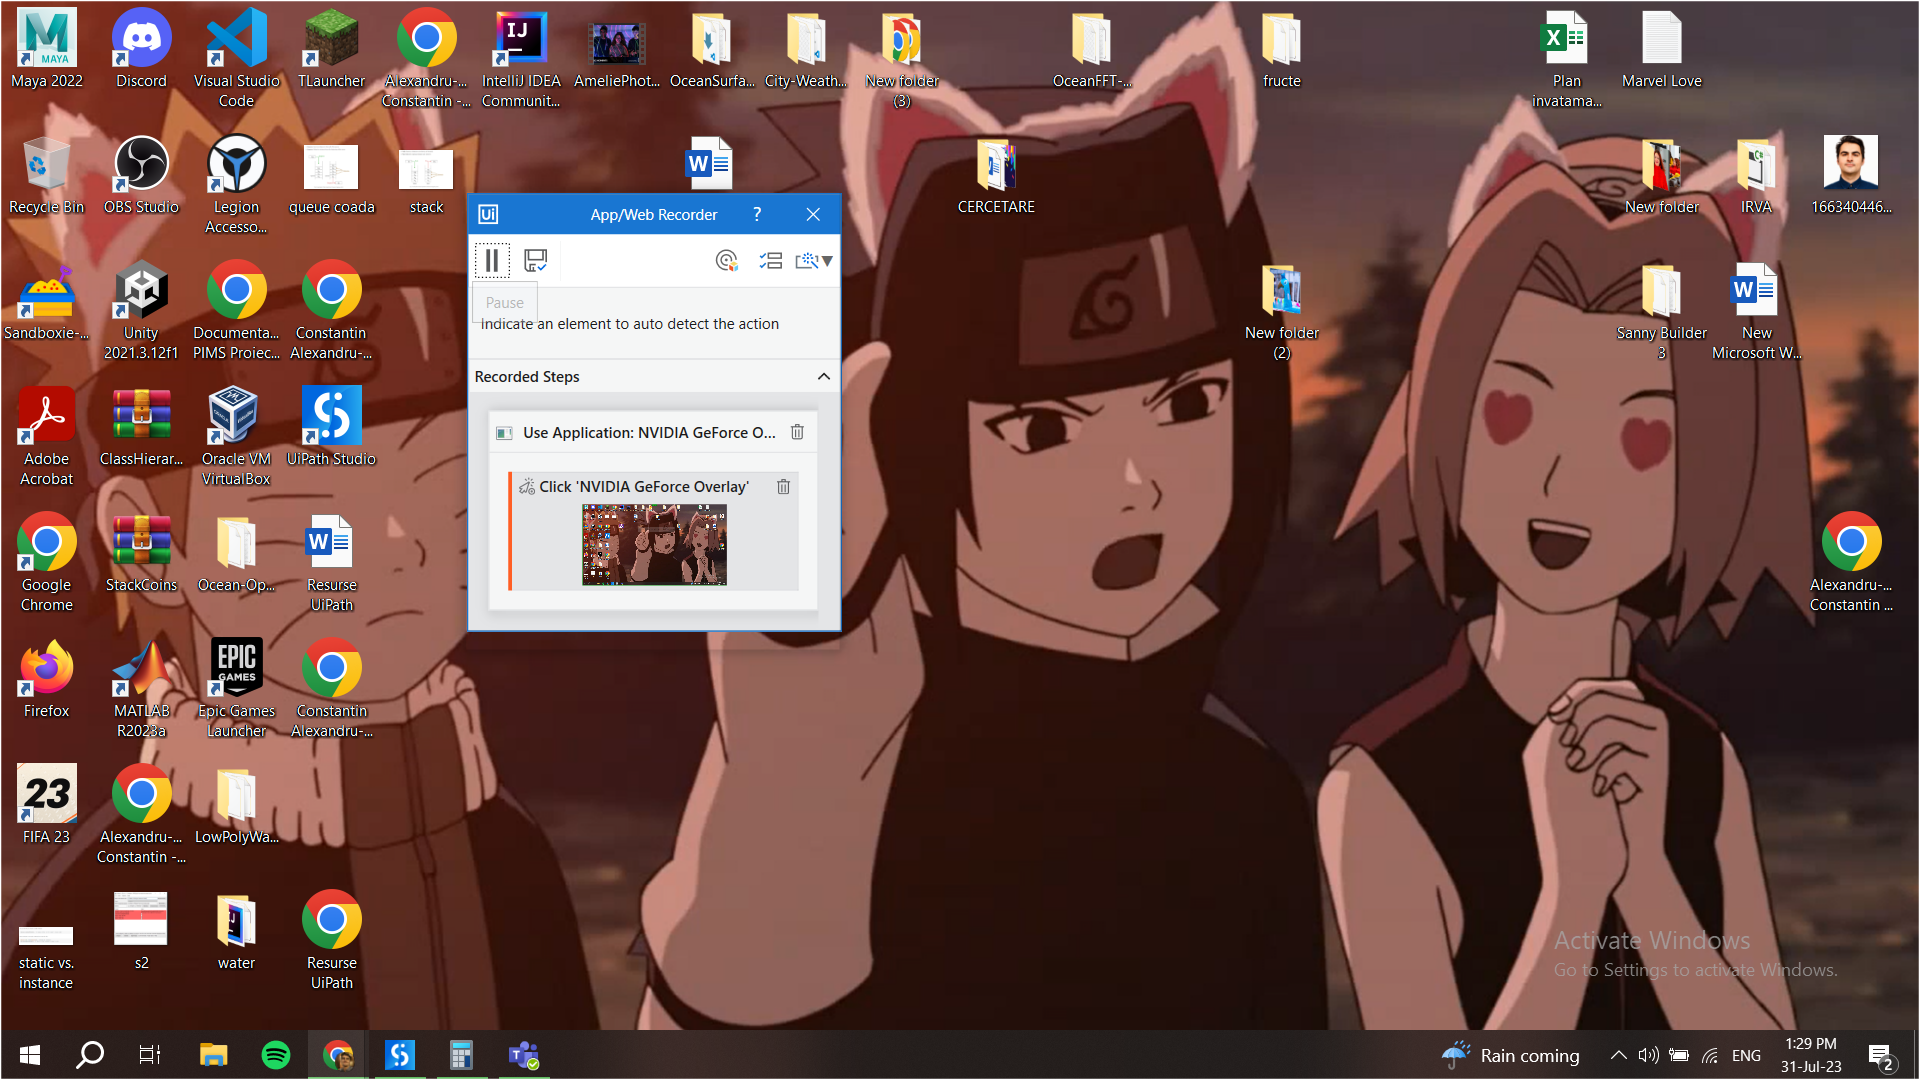 Maya 2022
Discord
Visual Studio
Code
TLauncher
Alexandru-...
Constantin -...
IntelliJ IDEA
Communit...
AmeliePhot...
OceanSurfa...
City-Weath...
New folder
(3)
OceanFFT-...
fructe
Plan
invatama...
Marvel Love
Recycle Bin
OBS Studio
Legion
Accesso...
queue coada
stack
CERCETARE
New folder
IRVA
166340446...
Ui
App/Web Recorder
?
Pause
Indicate an element to auto detect the action
Recorded Steps
Use Application: NVIDIA GeForce O...
Click 'NVIDIA GeForce Overlay'
Sandboxie-...
Unity
2021.3.12f1
Documenta...
PIMS Proiec...
Constantin
Alexandru-...
New folder
(2)
Sanny Builder
3
New
Microsoft W...
Adobe
Acrobat
ClassHierar...
Oracle VM
VirtualBox
UiPath Studio
Google
Chrome
StackCoins
Ocean-Op...
Resurse
UiPath
Alexandru-...
Constantin ...
Firefox
MATLAB
R2023a
EPIC
GAMES
Epic Games
Launcher
Constantin
Alexandru-...
23
FIFA 23
Alexandru-...
Constantin -...
LowPolyWa...
static vs.
instance
s2
water
Resurse
UiPath
Activate Windows
Go to Settings to activate Windows.
Rain coming
ENG
1:29 PM
31-Jul-23
2